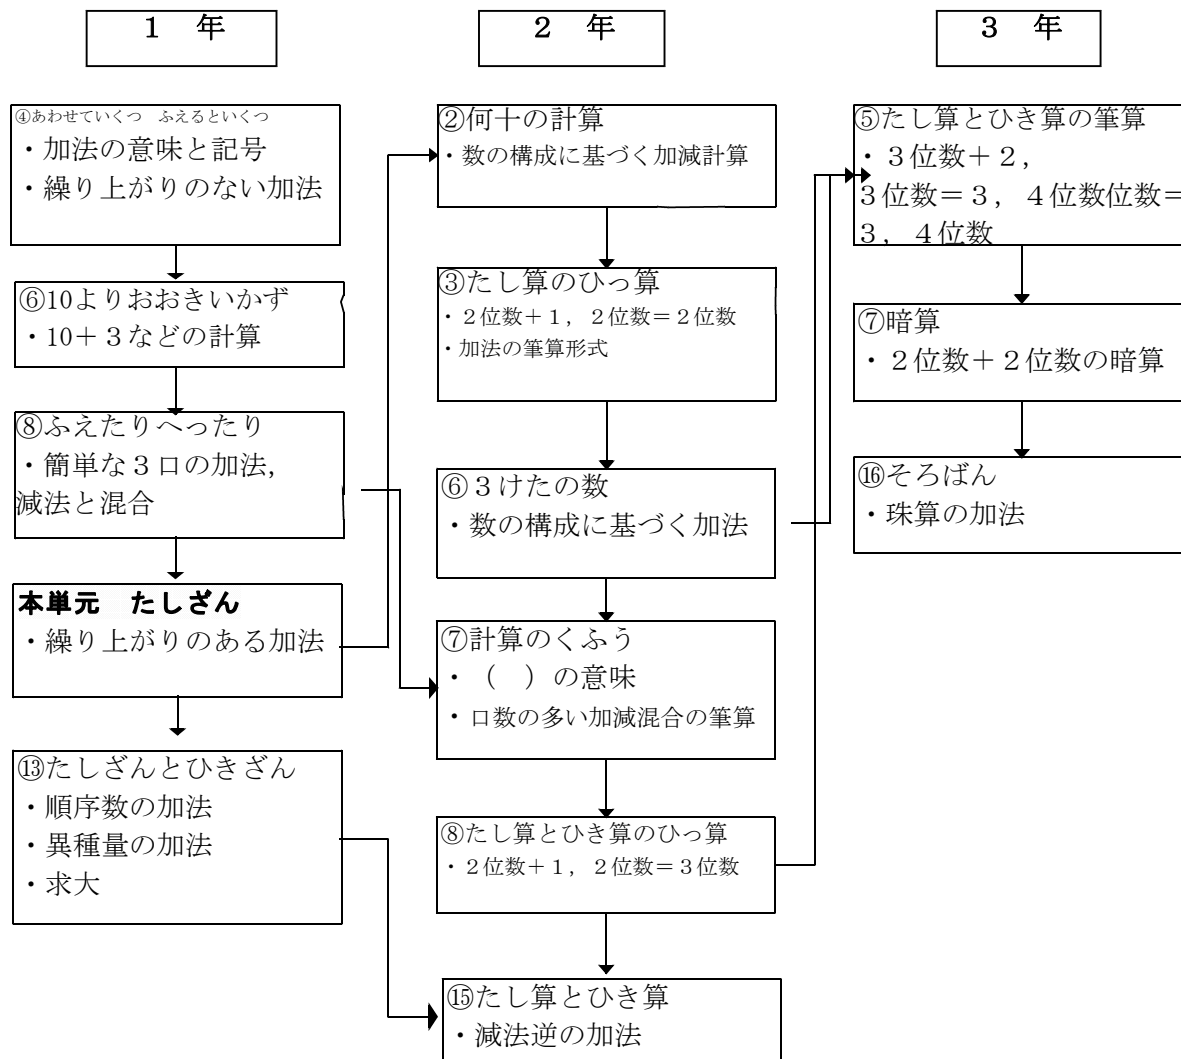 １　年
④あわせていくつ　ふえるといくつ
・加法の意味と記号
・繰り上がりのない加法
⑥10よりおおきいかず
・10＋３などの計算
⑧ふえたりへったり
・簡単な３口の加法，
減法と混合
本単元　たしざん
・繰り上がりのある加法
⑬たしざんとひきざん
・順序数の加法
・異種量の加法
・求大
２　年
②何十の計算
・数の構成に基づく加減計算
③たし算のひっ算
・２位数＋１，２位数＝２位数
・加法の筆算形式
⑥３けたの数
・数の構成に基づく加法
⑦計算のくふう
・（　）の意味
・口数の多い加減混合の筆算
⑧たし算とひき算のひっ算
・２位数＋１，２位数＝３位数
⑮たし算とひき算
・減法逆の加法
３　年
⑤たし算とひき算の筆算
・３位数＋２，
３位数＝３，４位数位数＝
３，４位数
⑦暗算
・２位数＋２位数の暗算
⑯そろばん
・珠算の加法